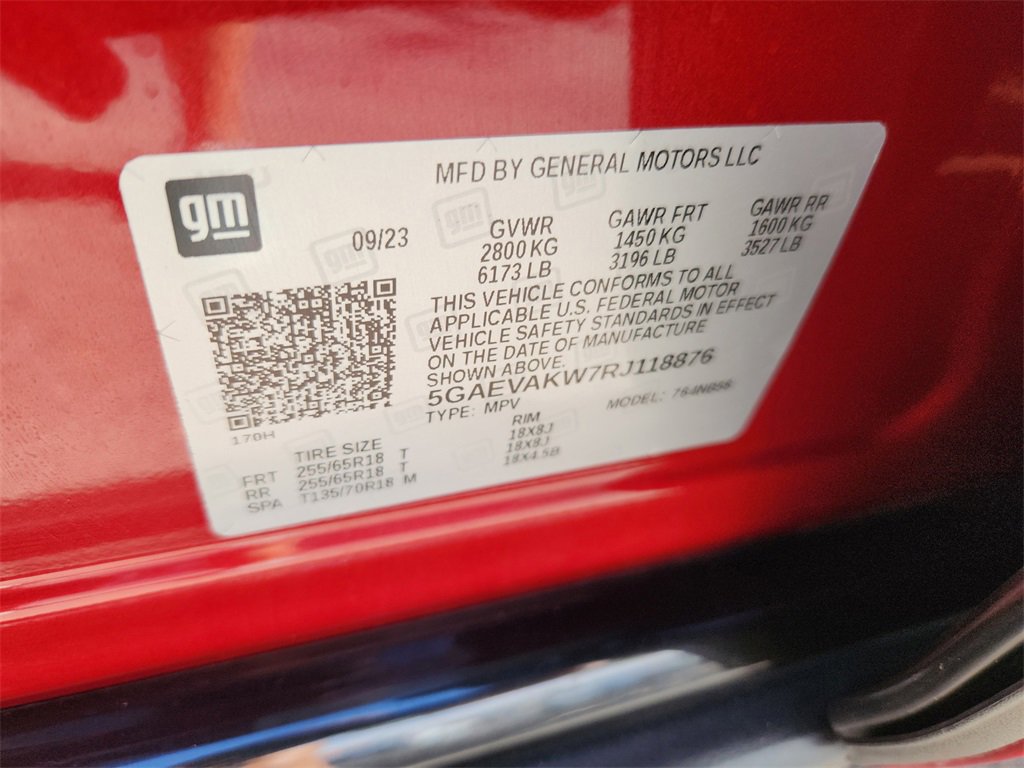 MFD BY GENERAL MOTORS LLC
gm
09/23
GVWR
2800 KG
6173 LB
GAWR FRT
1450 KG
3196 LB
GAWR RR
1600 KG
3527 LB
THIS VEHICLE CONFORMS TO ALL
APPLICABLE U.S. FEDERAL MOTOR
VEHICLE SAFETY STANDARDS IN EFFECT
ON THE DATE OF MANUFACTURE
SHOWN ABOVE.
5GAEVAKW7RJ118876
TYPE: MPV
MODEL:
170H
TIRE SIZE
RIM
FRT 255/65R18 T 18X8J
RR 255/65R18 T 18X8J
SPA T135/70R18 M 18X4.5B